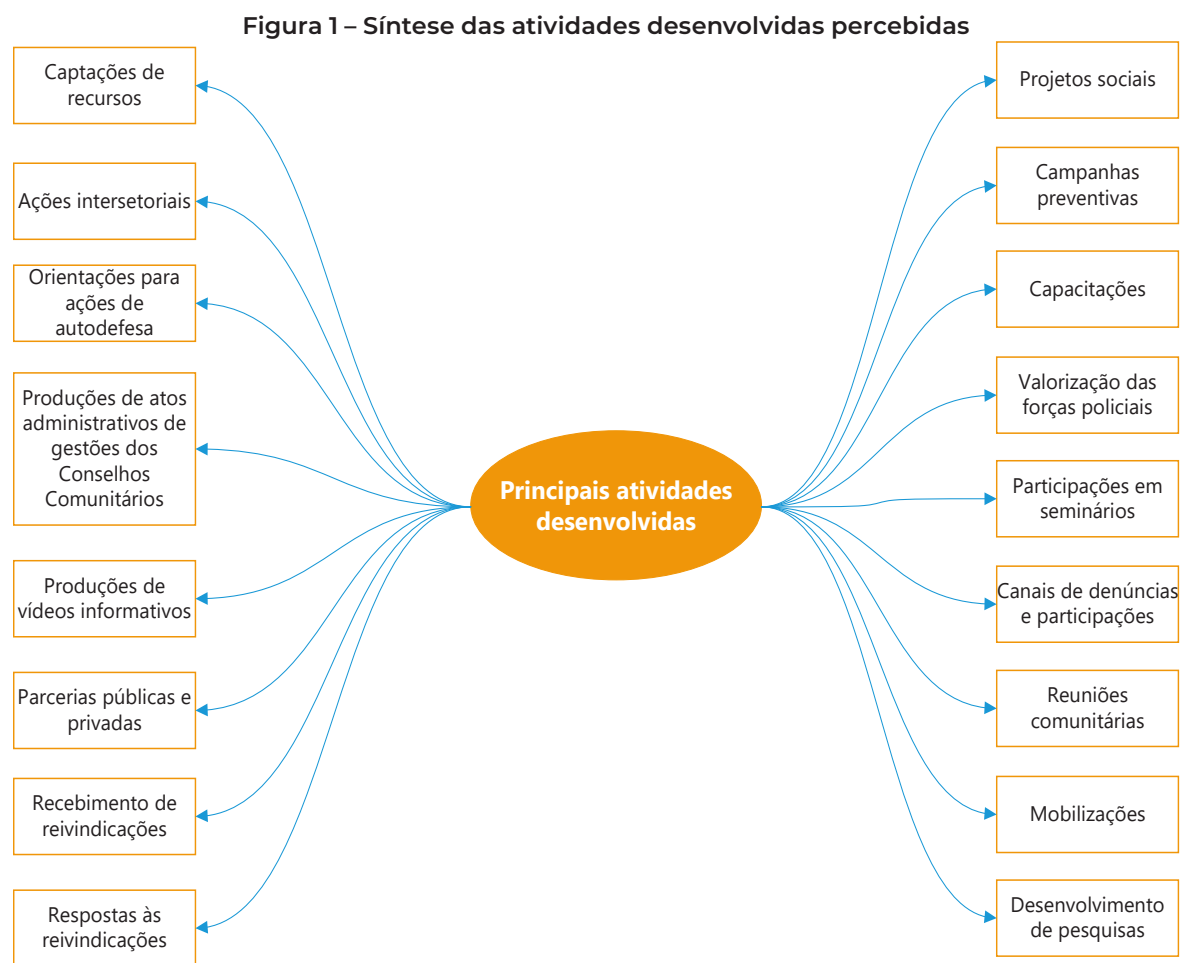 Figura 1 – Síntese das atividades desenvolvidas percebidas
Captações de
recursos
Ações intersetoriais
Orientações para
ações de
autodefesa
Produções de atos
administrativos de
gestões dos
Conselhos
Comunitários
Produções de
vídeos informativos
Parcerias públicas e
privadas
Recebimento de
reivindicações
Respostas às
reivindicações
Principais atividades
desenvolvidas
Projetos sociais
Campanhas
preventivas
Capacitações
Valorização das
forças policiais
Participações em
seminários
Canais de denúncias
e participações
Reuniões
comunitárias
Mobilizações
Desenvolvimento
de pesquisas